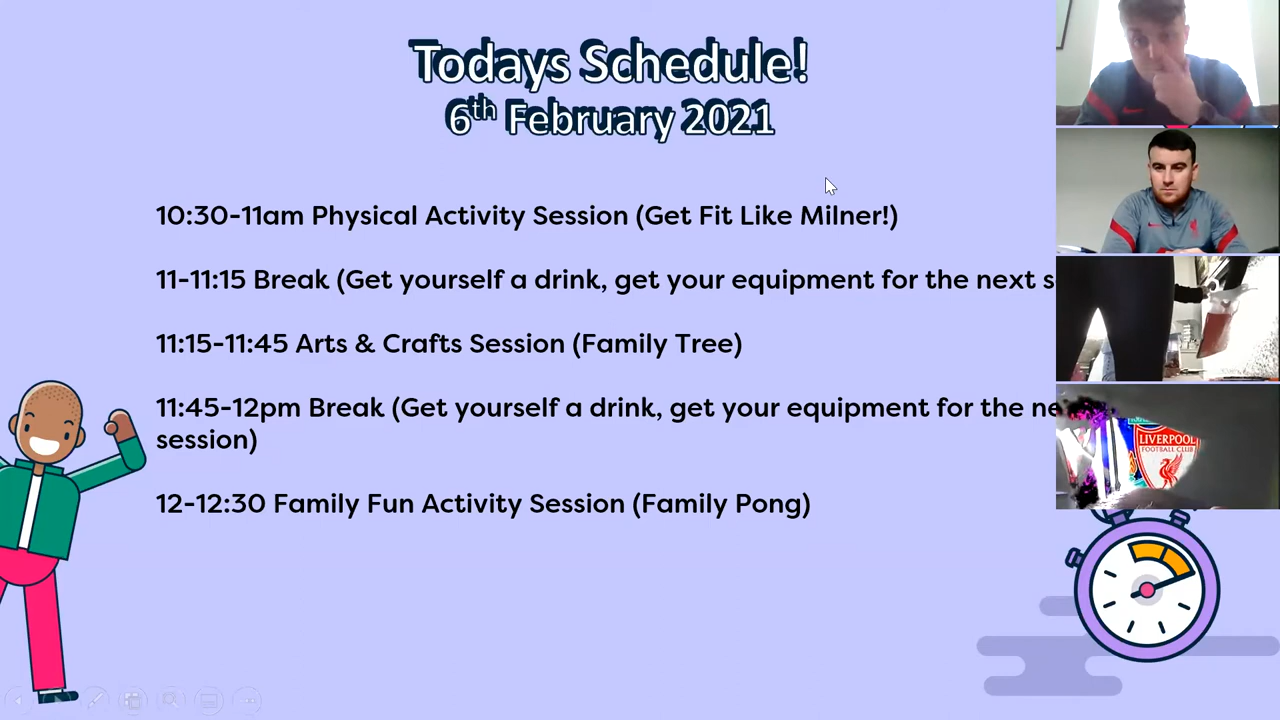 Todays Schedule!
6th February 2021
10:30-11am Physical Activity Session (Get Fit Like Milner!)
11-11:15 Break (Get yourself a drink, get your equipment for the next s
11:15-11:45 Arts & Crafts Session (Family Tree)
11:45-12pm Break (Get yourself a drink, get your equipment for the ne
session)
12-12:30 Family Fun Activity Session (Family Pong)
LIVERPOOL
FOOTBALL CLUB